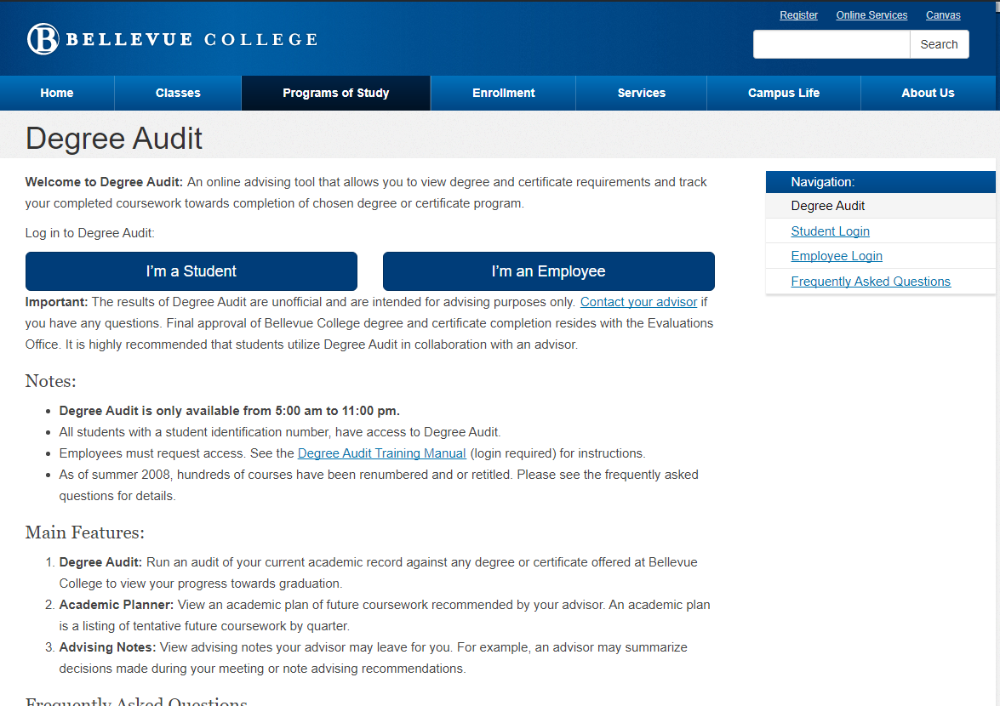 Register Online Services Canvas
B BELLEVUE COLLEGE
Search
Home Classes Programs of Study Enrollment Services Campus Life About Us
Degree Audit
Welcome to Degree Audit: An online advising tool that allows you to view degree and certificate requirements and track
your completed coursework towards completion of chosen degree or certificate program.
Log in to Degree Audit:
I'm a Student I'm an Employee
Important: The results of Degree Audit are unofficial and are intended for advising purposes only. Contact your advisor if
you have any questions. Final approval of Bellevue College degree and certificate completion resides with the Evaluations
Office. It is highly recommended that students utilize Degree Audit in collaboration with an advisor.
Notes:
• Degree Audit is only available from 5:00 am to 11:00 pm.
• All students with a student identification number, have access to Degree Audit.
• Employees must request access. See the Degree Audit Training Manual (login required) for instructions.
• As of summer 2008, hundreds of courses have been renumbered and or retitled. Please see the frequently asked
questions for details.
Main Features:
1. Degree Audit: Run an audit of your current academic record against any degree or certificate offered at Bellevue
College to view your progress towards graduation.
2. Academic Planner: View an academic plan of future coursework recommended by your advisor. An academic plan
is a listing of tentative future coursework by quarter.
3. Advising Notes: View advising notes your advisor may leave for you. For example, an advisor may summarize
decisions made during your meeting or note advising recommendations.
Frequently Asked Questions
Navigation:
Degree Audit
Student Login
Employee Login
Frequently Asked Questions